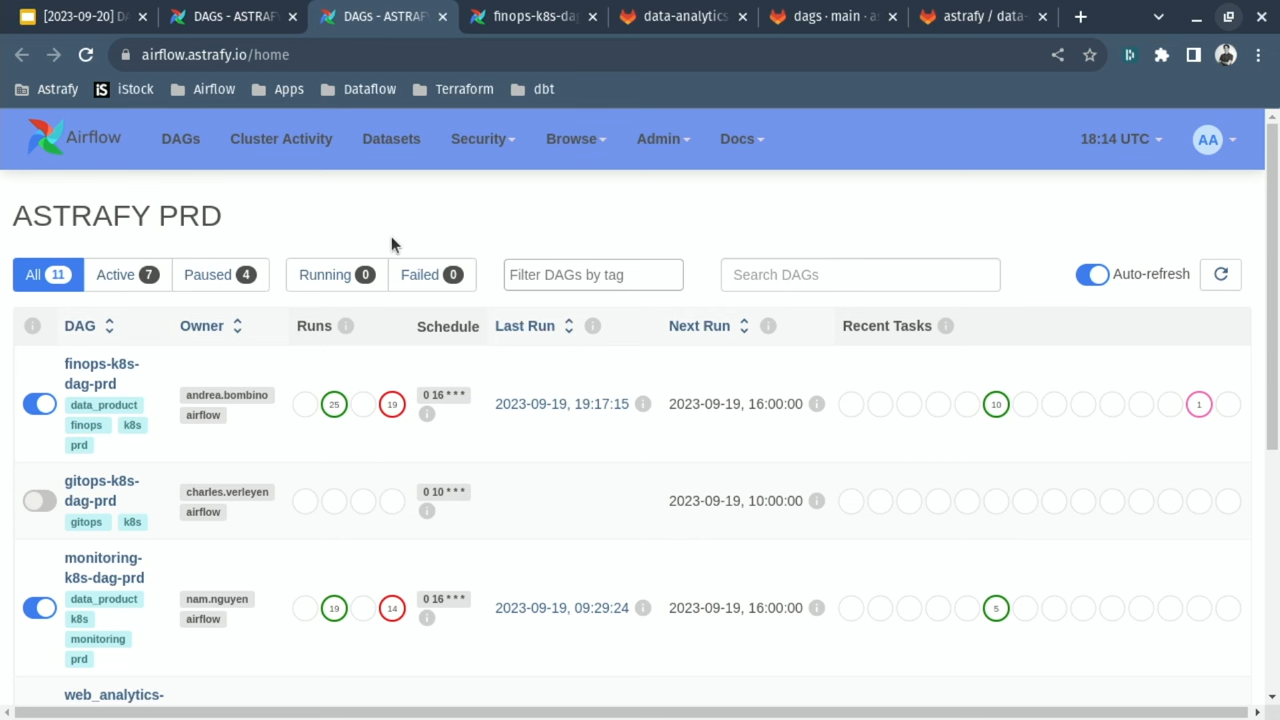 [2023-09-20] D
DAGs - ASTRAF
DAGs - ASTRAF
finops-k8s-da
data-analytics
dags · main · a
astrafy / data-
airflow.astrafy.io/home
Astrafy
iS iStock
Airflow
Apps
Dataflow
Terraform
dbt
Airflow
DAGs
Cluster Activity
Datasets
Security
Browse
Admin
Docs
18:14 UTC
AA
ASTRAFY PRD
All 11
Active 7
Paused 4
Running 0
Failed 0
Filter DAGs by tag
Search DAGs
Auto-refresh
DAG
Owner
Runs
Schedule
Last Run
Next Run
Recent Tasks
finops-k8s-
dag-prd
data_product
finops k8s
prd
andrea.bombino
airflow
25
19
0 16 * * *
2023-09-19, 19:17:15
2023-09-19, 16:00:00
10
1
gitops-k8s-
dag-prd
gitops k8s
charles.verleyen
airflow
0 10 * * *
2023-09-19, 10:00:00
monitoring-
k8s-dag-prd
data_product
k8s
monitoring
prd
nam.nguyen
airflow
19
14
0 16 * * *
2023-09-19, 09:29:24
2023-09-19, 16:00:00
5
web_analytics-